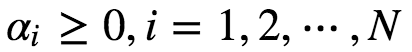 αᵢ ≥ 0, i = 1, 2, ⋯ , N